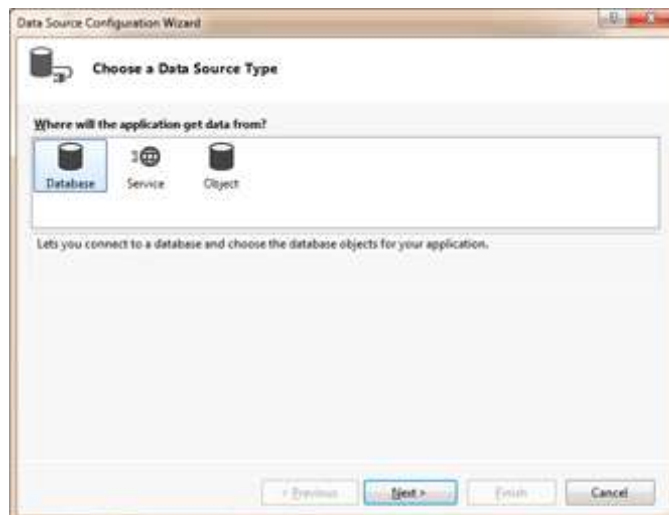 Data Source Configuration Wizard
Choose a Data Source Type
Where will the application get data from?
Database Service Object
Lets you connect to a database and choose the database objects for your application.
< Previous Next > Finish Cancel